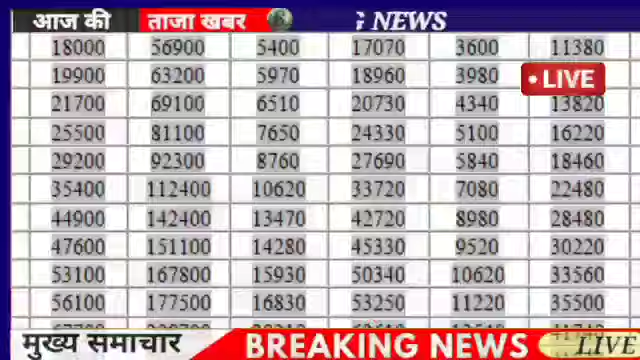 आज की ताजा खबर NEWS
18000 56900 5400 17070 3600 11380
19900 63200 5970 18960 3980 LIVE
21700 69100 6510 20730 4340 13820
25500 81100 7650 24330 5100 16220
29200 92300 8760 27690 5840 18460
35400 112400 10620 33720 7080 22480
44900 142400 13470 42720 8980 28480
47600 151100 14280 45330 9520 30220
53100 167800 15930 50340 10620 33560
56100 177500 16830 53250 11220 35500
मुख्य समाचार BREAKING NEWS LIVE